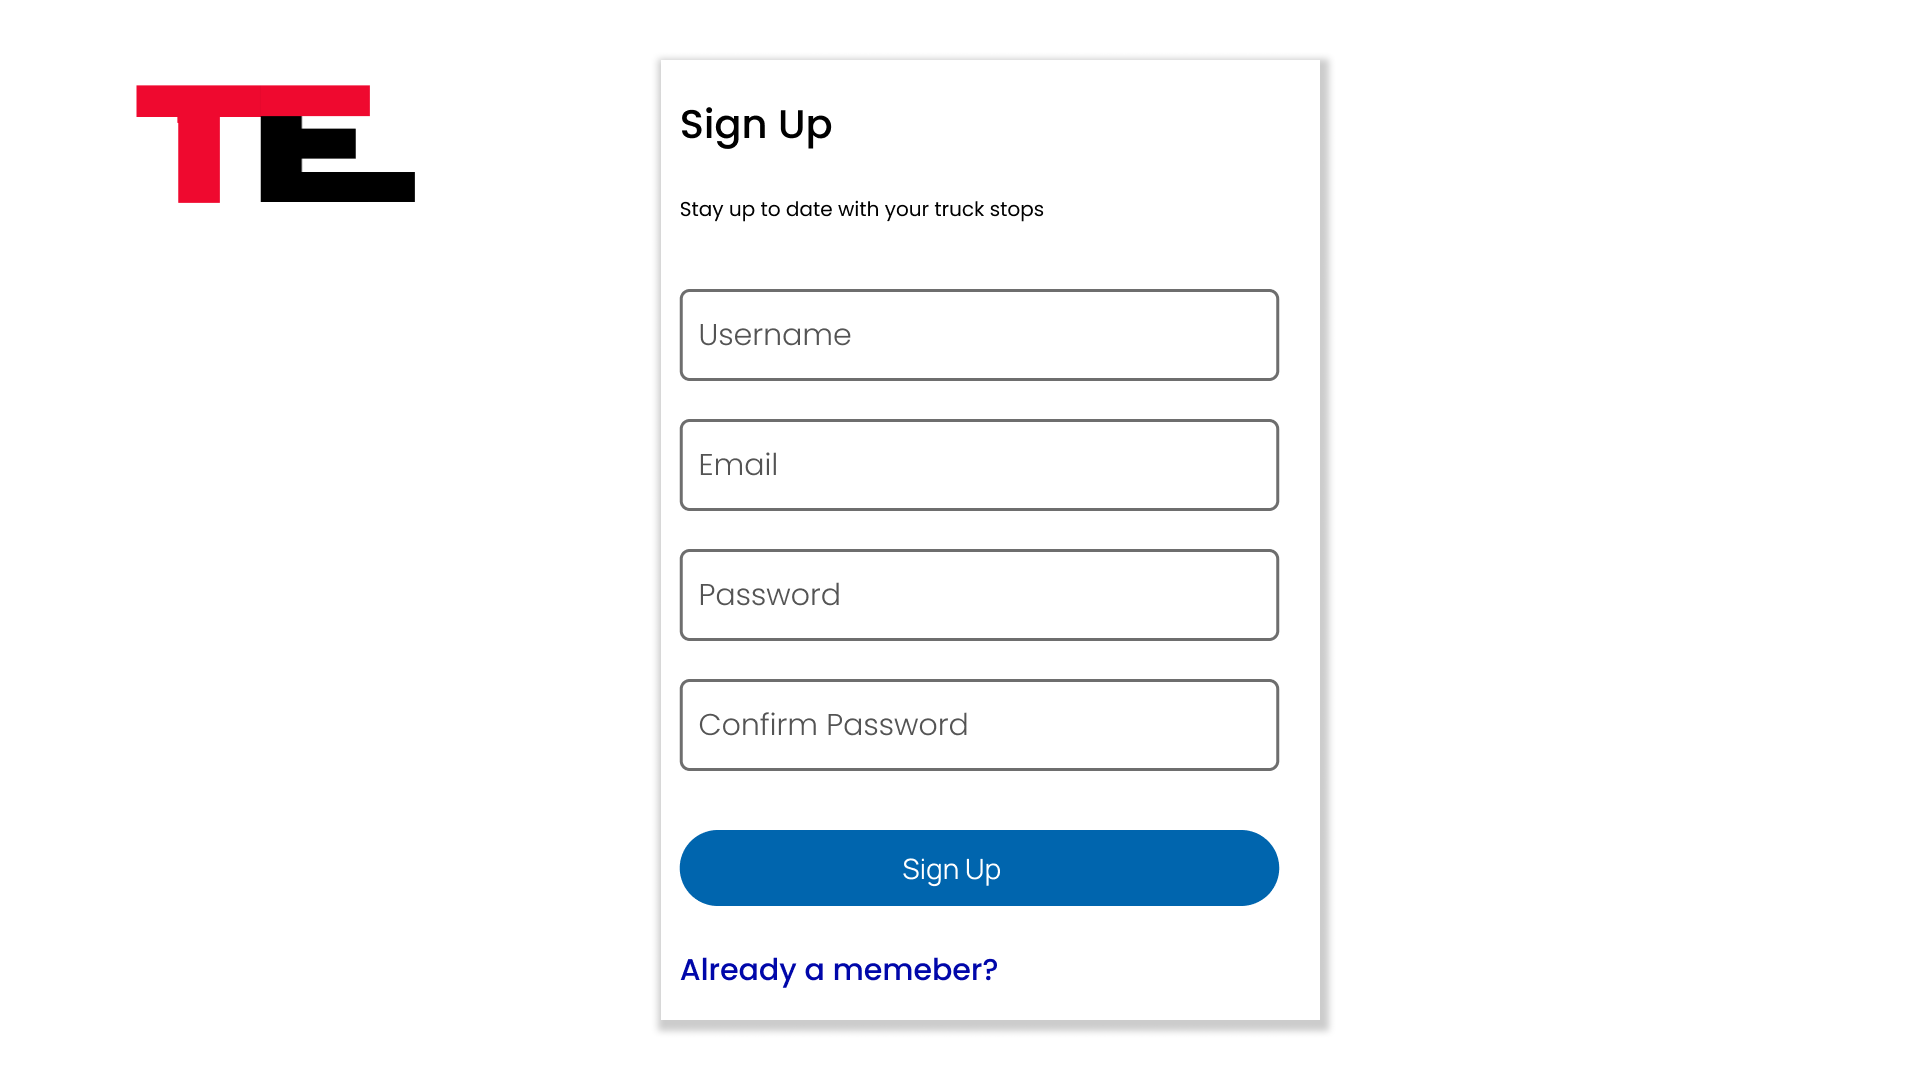 TE
Sign Up
Stay up to date with your truck stops
Username
Email
Password
Confirm Password
Sign Up
Already a memeber?